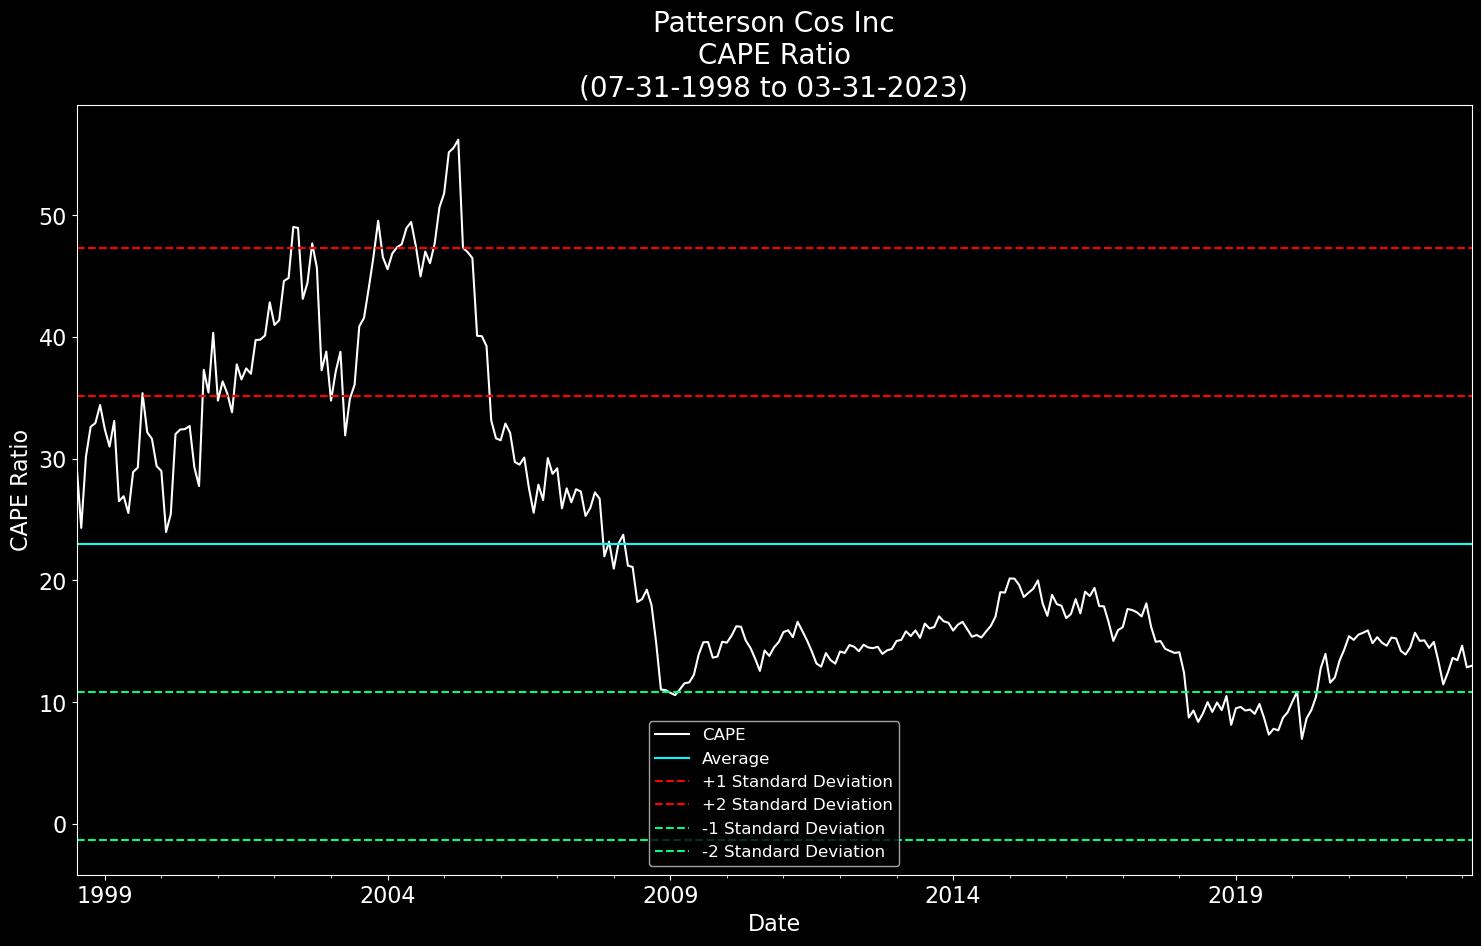 Patterson Cos Inc
CAPE Ratio
(07-31-1998 to 03-31-2023)
CAPE Ratio
50
40
30
20
10
0
CAPE
Average
+1 Standard Deviation
+2 Standard Deviation
-1 Standard Deviation
-2 Standard Deviation
1999 2004 2009 2014 2019
Date